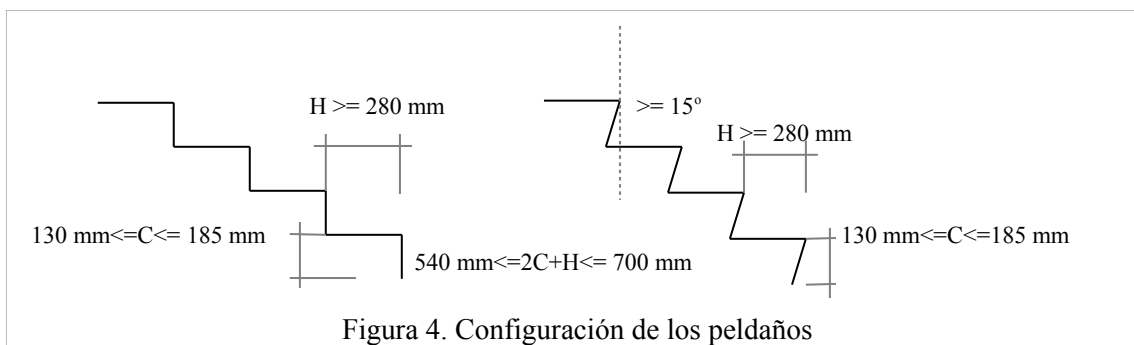 H >= 280 mm
>= 15º
H >= 280 mm
130 mm<=C<= 185 mm
130 mm<=C<=185 mm
540 mm<=2C+H<= 700 mm
Figura 4. Configuración de los peldaños